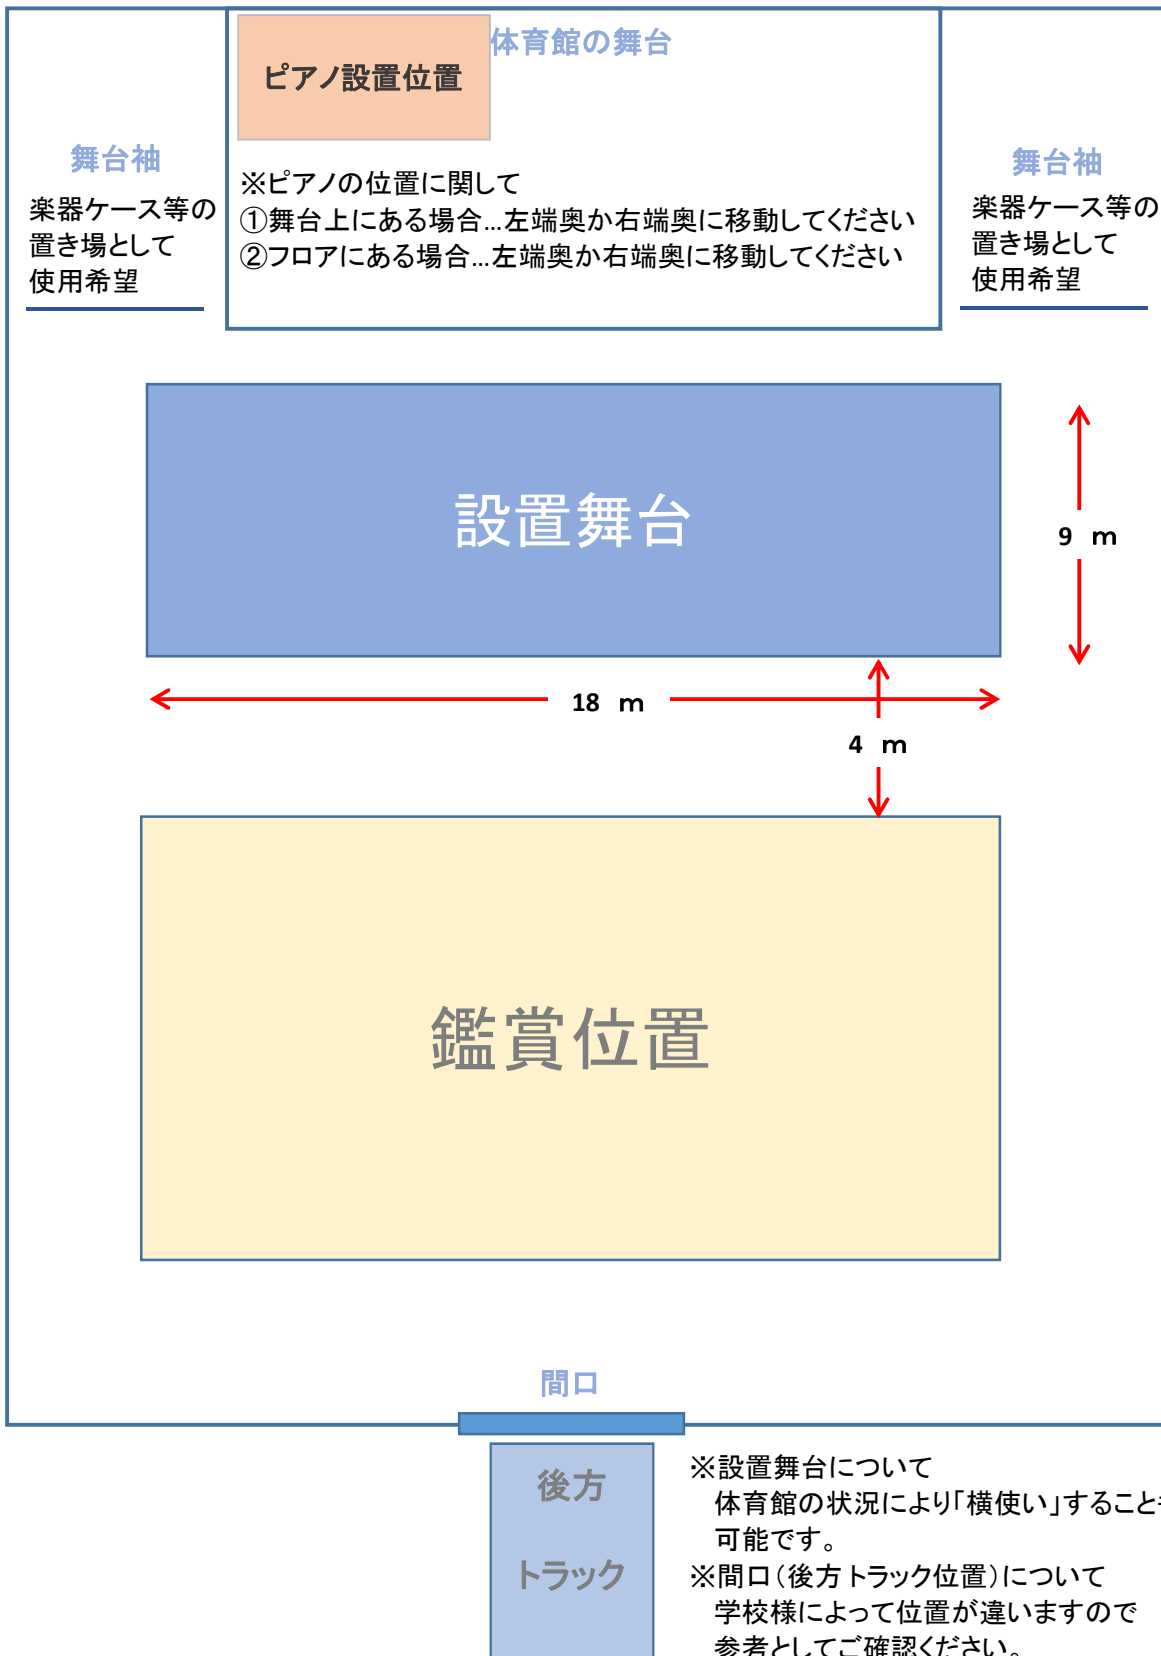 体育館の舞台
ピアノ設置位置
舞台袖
楽器ケース等の
置き場として
使用希望
※ピアノの位置に関して
①舞台上にある場合…左端奥か右端奥に移動してください
②フロアにある場合…左端奥か右端奥に移動してください
舞台袖
楽器ケース等の
置き場として
使用希望
設置舞台
9 m
18 m
4 m
鑑賞位置
間口
後方
トラック
※設置舞台について
体育館の状況により「横使い」すること
可能です。
※間口（後方トラック位置）について
学校様によって位置が違いますので
参考としてご確認ください。